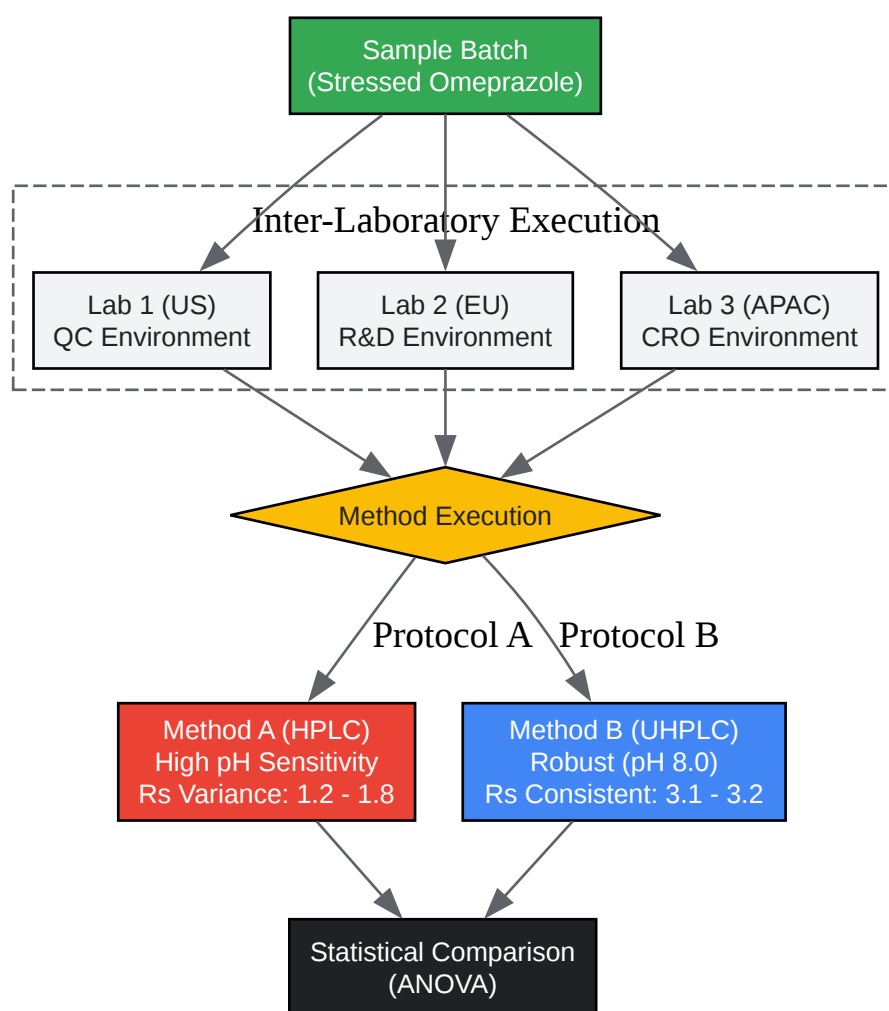 Sample Batch
(Stressed Omeprazole)
Inter-Laboratory Execution
Lab 1 (US)
QC Environment
Lab 2 (EU)
R&D Environment
Lab 3 (APAC)
CRO Environment
Method Execution
Protocol A
Protocol B
Method A (HPLC)
High pH Sensitivity
Rs Variance: 1.2 - 1.8
Method B (UHPLC)
Robust (pH 8.0)
Rs Consistent: 3.1 - 3.2
Statistical Comparison
(ANOVA)